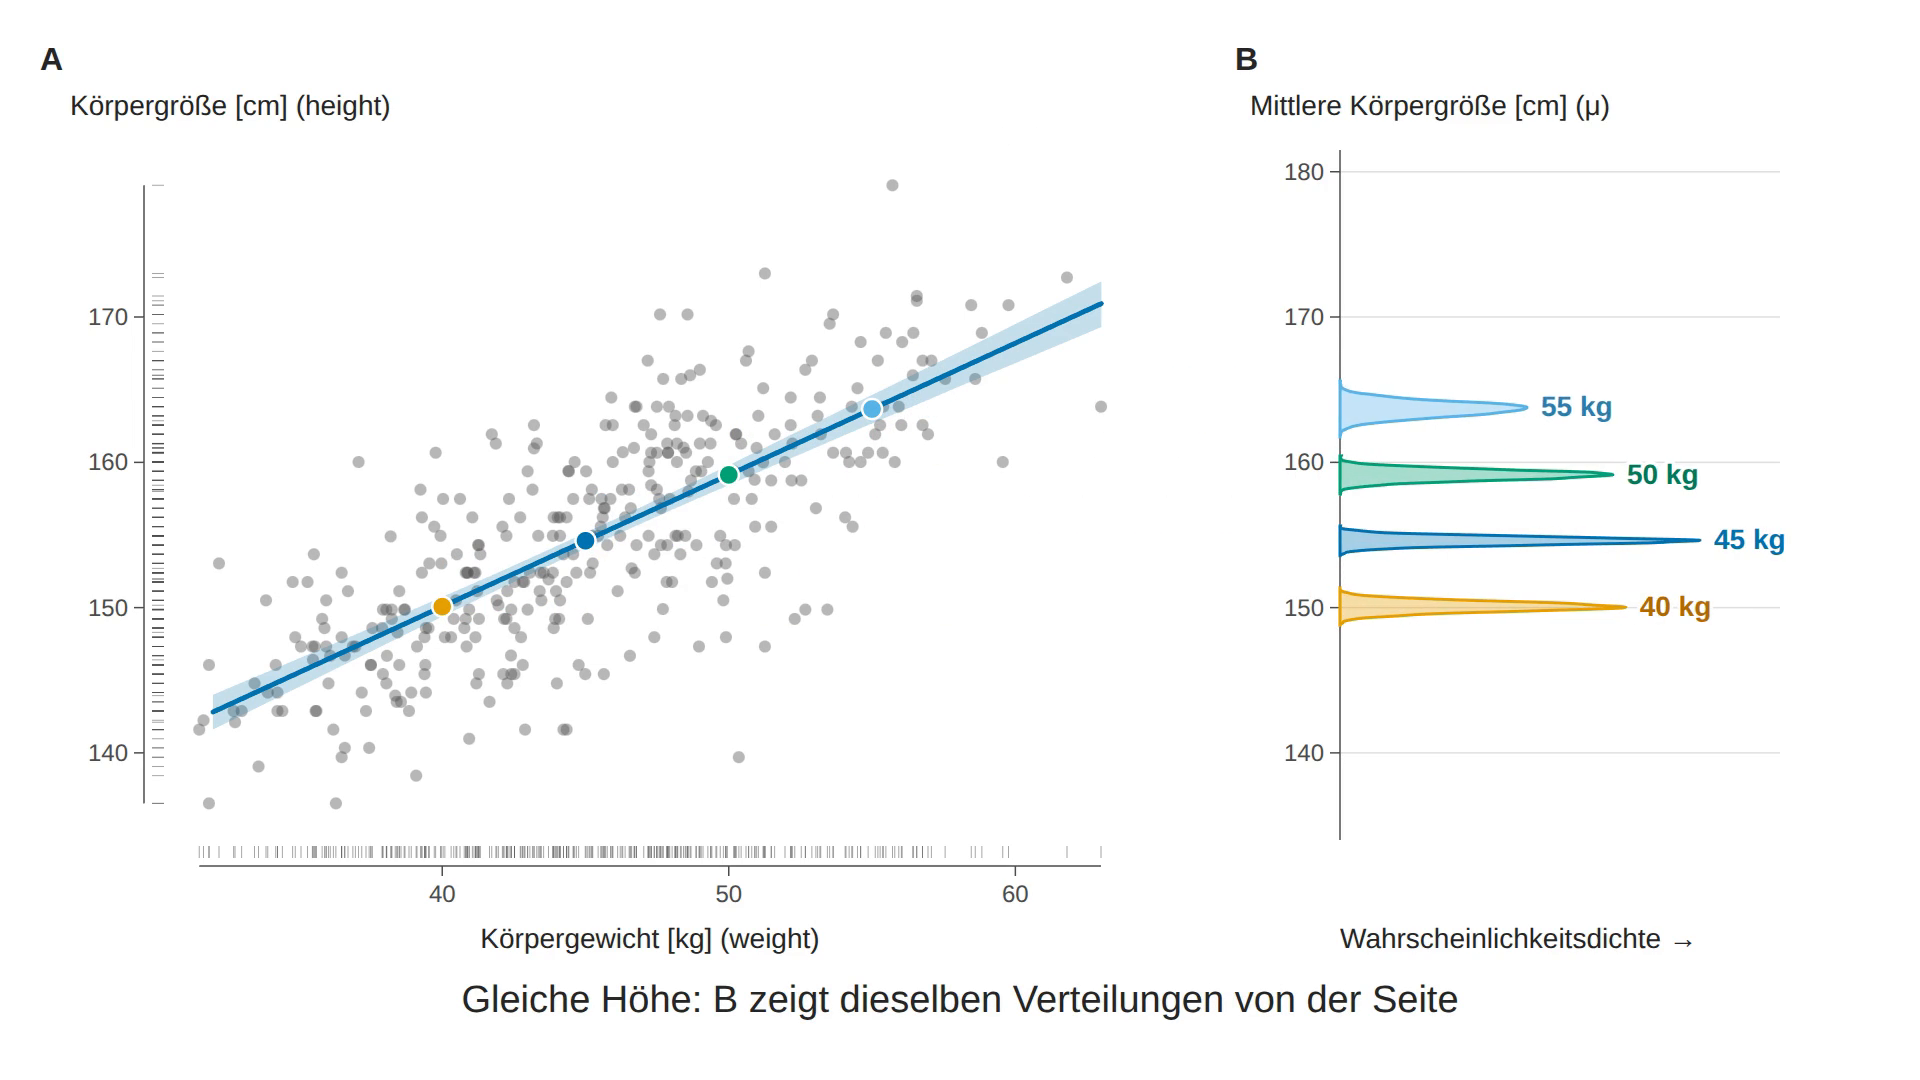 A
Körpergröße [cm] (height)
170
160
150
140
40 50 60
Körpergewicht [kg] (weight)
B
Mittlere Körpergröße [cm] (μ)
180
170
160
150
140
55 kg
50 kg
45 kg
40 kg
Wahrscheinlichkeitsdichte →
Gleiche Höhe: B zeigt dieselben Verteilungen von der Seite